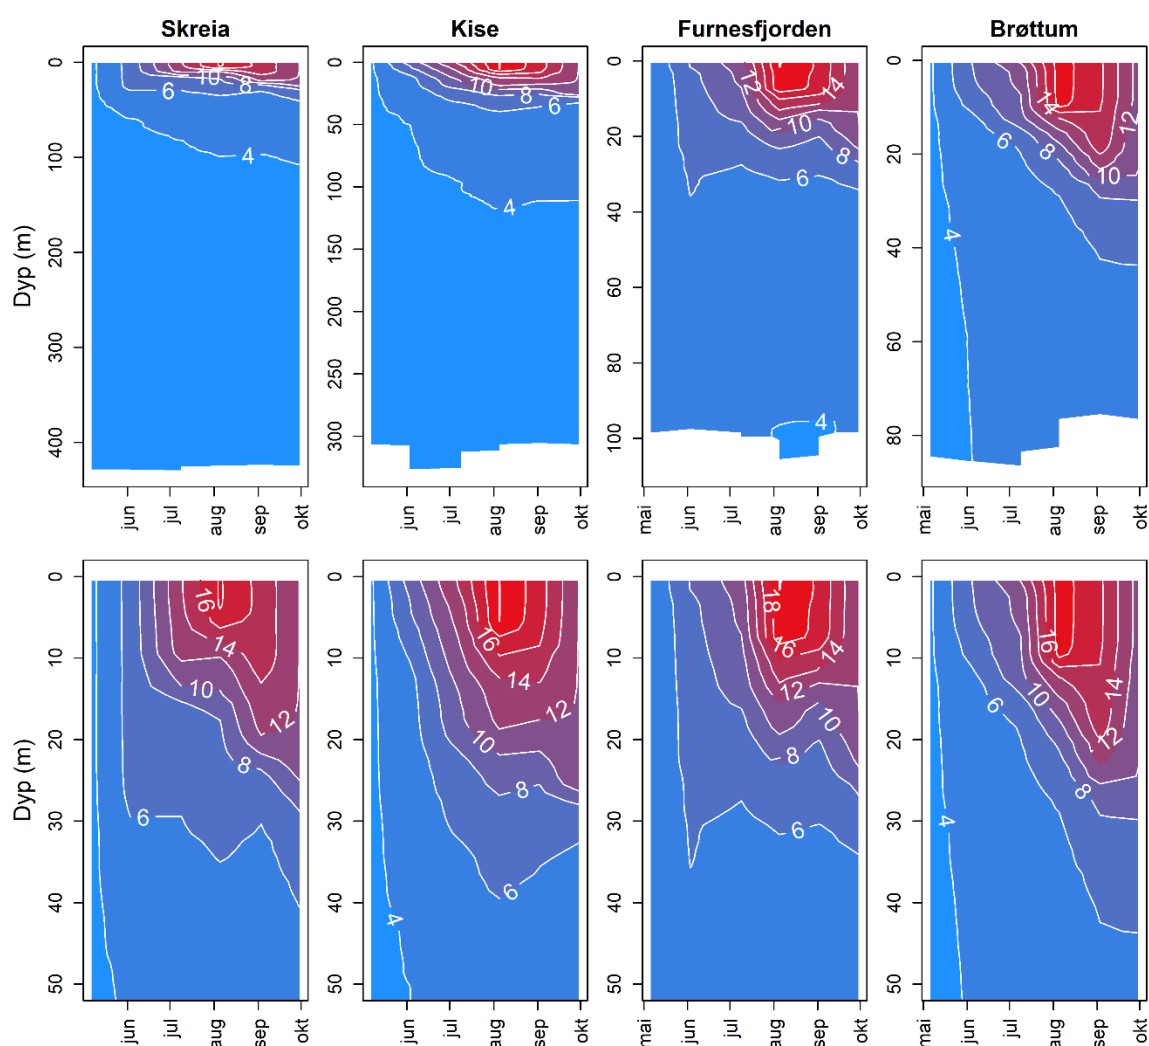 Skreia Kise Furnesfjorden Brøttum
Dyp (m)
0 100 200 300 400
10 8 6 4
jun jul aug sep okt
0 50 100 150 200 250 300
10 8 6 4
jun jul aug sep okt
0 20 40 60 80 100
12 14 10 8 6 4
mai jun jul aug sep okt
0 20 40 60 80
14 12 6 8 10 4
mai jun jul aug sep okt
Dyp (m)
0 10 20 30 40 50
16 14 10 12 8 6
jun jul aug sep okt
0 10 20 30 40 50
16 14 12 10 8 6 4
jun jul aug sep okt
0 10 20 30 40 50
18 16 14 12 10 8 6
mai jun jul aug sep okt
0 10 20 30 40 50
16 14 6 10 12 8 4
mai jun jul aug sep okt